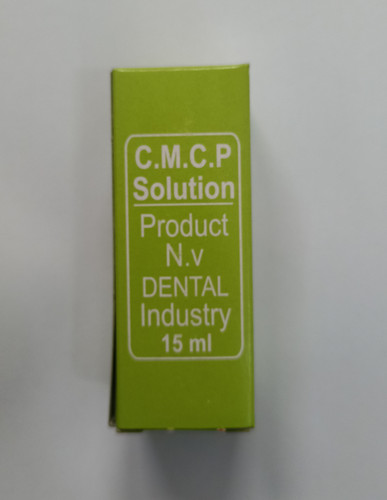 C.M.C.P
Solution
Product
N.v
DENTAL
Industry
15 ml